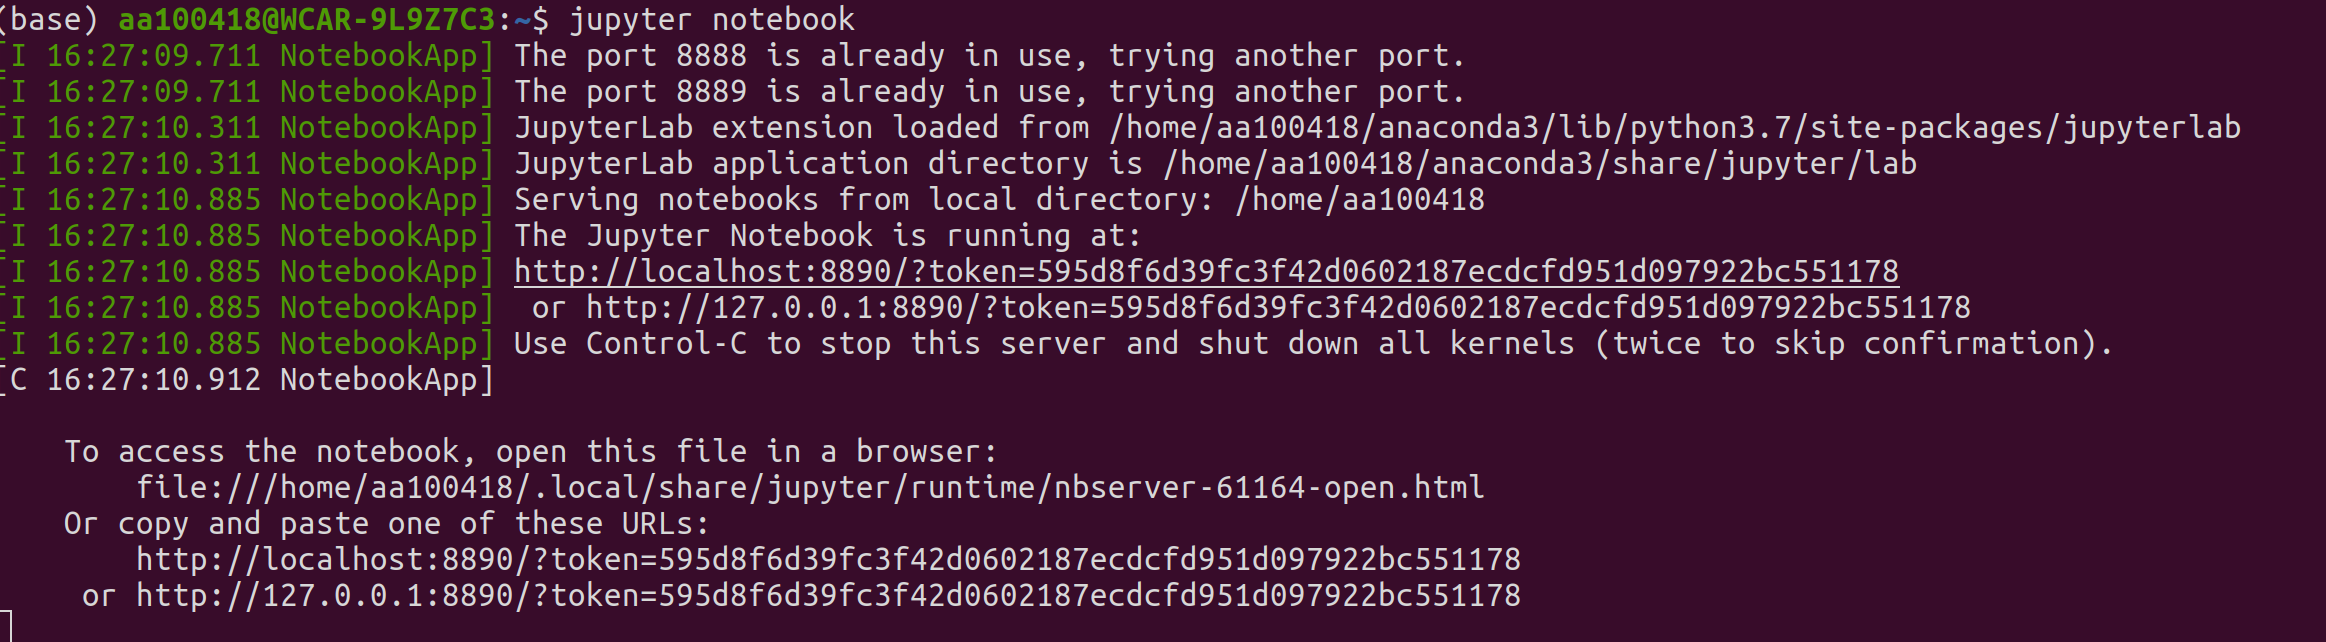 (base) aa100418@WCAR-9L9Z7C3:~$ jupyter notebook
[I 16:27:09.711 NotebookApp] The port 8888 is already in use, trying another port.
[I 16:27:09.711 NotebookApp] The port 8889 is already in use, trying another port.
[I 16:27:10.311 NotebookApp] JupyterLab extension loaded from /home/aa100418/anaconda3/lib/python3.7/site-packages/jupyterlab
[I 16:27:10.311 NotebookApp] JupyterLab application directory is /home/aa100418/anaconda3/share/jupyter/lab
[I 16:27:10.885 NotebookApp] Serving notebooks from local directory: /home/aa100418
[I 16:27:10.885 NotebookApp] The Jupyter Notebook is running at:
[I 16:27:10.885 NotebookApp] http://localhost:8890/?token=595d8f6d39fc3f42d0602187ecdcfd951d097922bc551178
[I 16:27:10.885 NotebookApp]  or http://127.0.0.1:8890/?token=595d8f6d39fc3f42d0602187ecdcfd951d097922bc551178
[I 16:27:10.885 NotebookApp] Use Control-C to stop this server and shut down all kernels (twice to skip confirmation).
[C 16:27:10.912 NotebookApp]
To access the notebook, open this file in a browser:
file:///home/aa100418/.local/share/jupyter/runtime/nbserver-61164-open.html
Or copy and paste one of these URLs:
http://localhost:8890/?token=595d8f6d39fc3f42d0602187ecdcfd951d097922bc551178
or http://127.0.0.1:8890/?token=595d8f6d39fc3f42d0602187ecdcfd951d097922bc551178